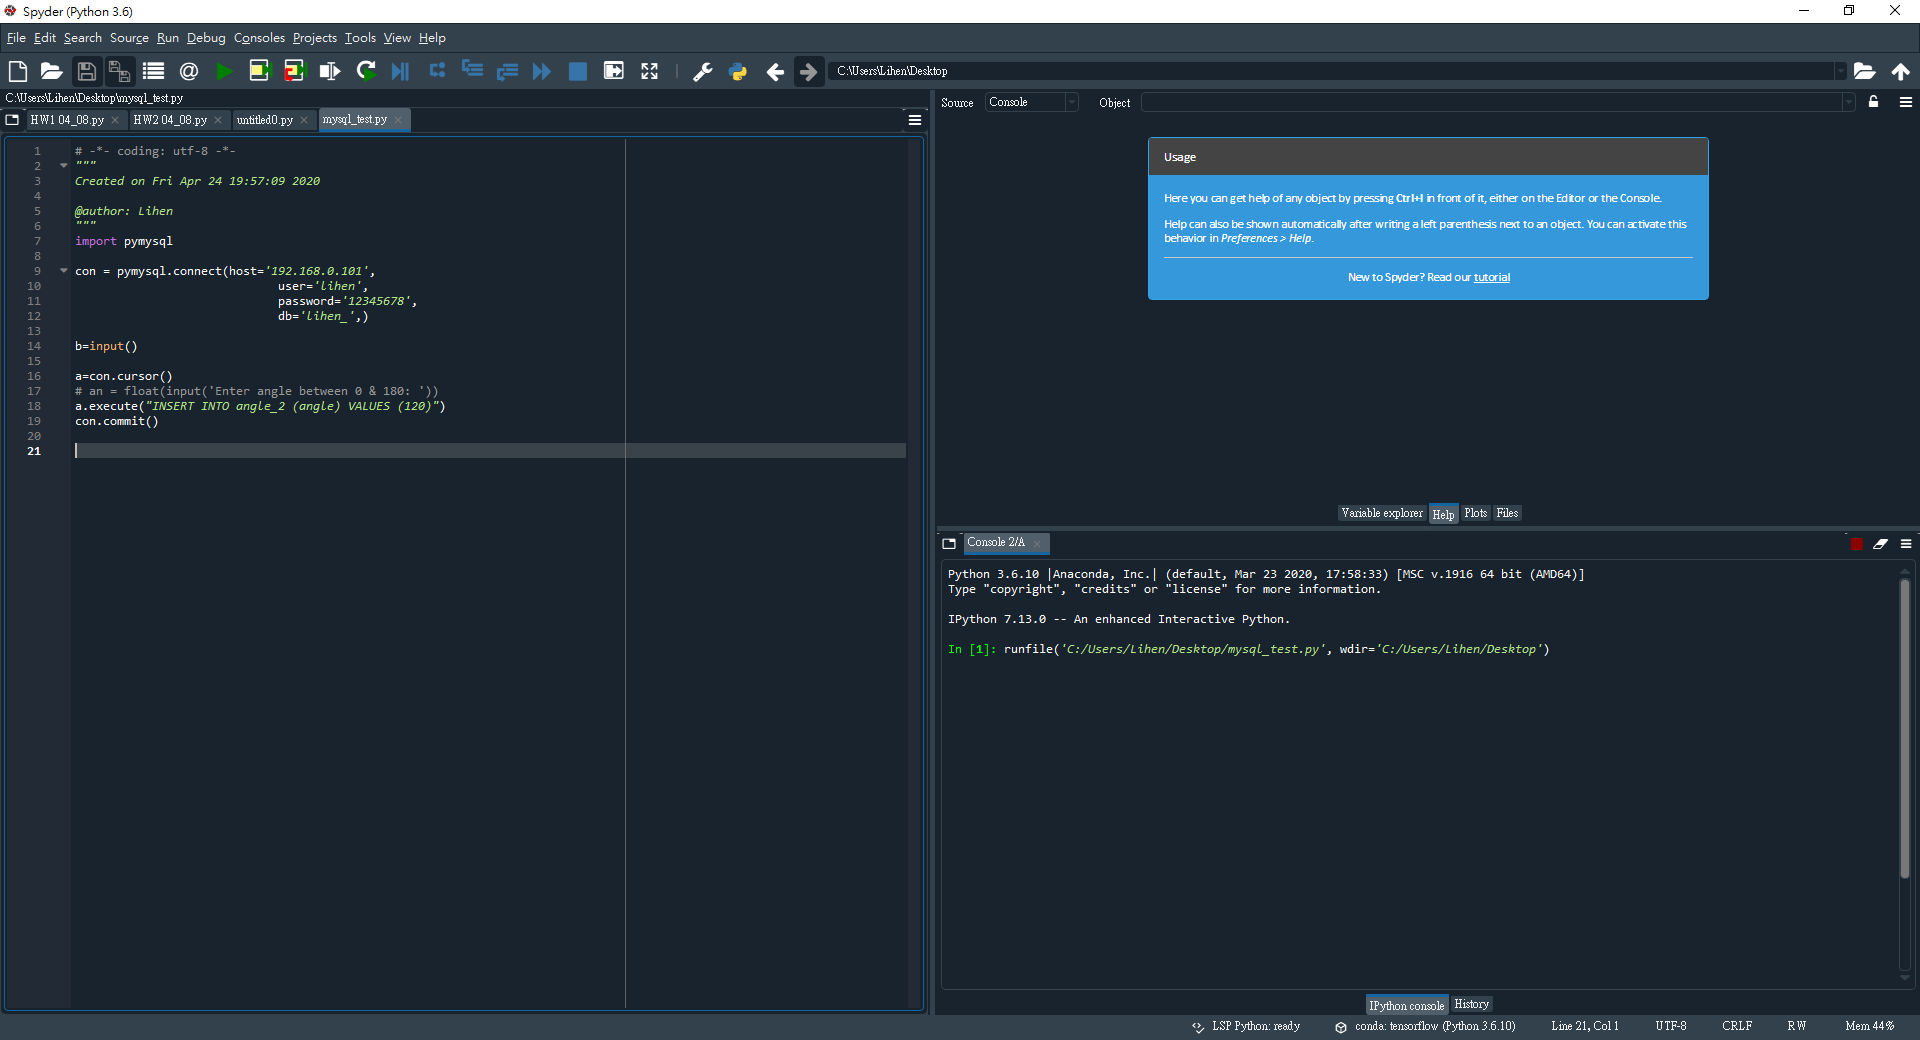 Spyder (Python 3.6)
File Edit Search Source Run Debug Consoles Projects Tools View Help
C:\Users\Lihen\Desktop
C:\Users\Lihen\Desktop\mysql_test.py
HW1 04_08.py
HW2 04_08.py
untitled0.py
mysql_test.py
1 # -*- coding: utf-8 -*-
2 """
3 Created on Fri Apr 24 19:57:09 2020
4
5 @author: Lihen
6 """
7 import pymysql
8
9 con = pymysql.connect(host='192.168.0.101',
10 user='lihen',
11 password='12345678',
12 db='lihen_',)
13
14 b=input()
15
16 a=con.cursor()
17 # an = float(input('Enter angle between 0 & 180: '))
18 a.execute("INSERT INTO angle_2 (angle) VALUES (120)")
19 con.commit()
20
21
Source Console Object
Usage
Here you can get help of any object by pressing Ctrl+I in front of it, either on the Editor or the Console.
Help can also be shown automatically after writing a left parenthesis next to an object. You can activate this
behavior in Preferences > Help.
New to Spyder? Read our tutorial
Variable explorer Help Plots Files
Console 2/A
Python 3.6.10 |Anaconda, Inc.| (default, Mar 23 2020, 17:58:33) [MSC v.1916 64 bit (AMD64)]
Type "copyright", "credits" or "license" for more information.
IPython 7.13.0 -- An enhanced Interactive Python.
In [1]: runfile('C:/Users/Lihen/Desktop/mysql_test.py', wdir='C:/Users/Lihen/Desktop')
IPython console History
LSP Python: ready conda: tensorflow (Python 3.6.10) Line 21, Col 1 UTF-8 CRLF RW Mem 44%